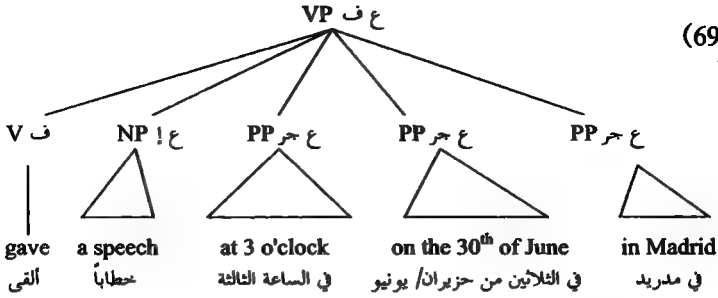 VP ع ف
(69
V ف NP ع إ PP ع جر PP ع جر PP ع جر
gave a speech at 3 o'clock on the 30th of June in Madrid
ألقى خطاباً في الساعة الثالثة في الثلاثين من حزيران/ يونيو في مدريد